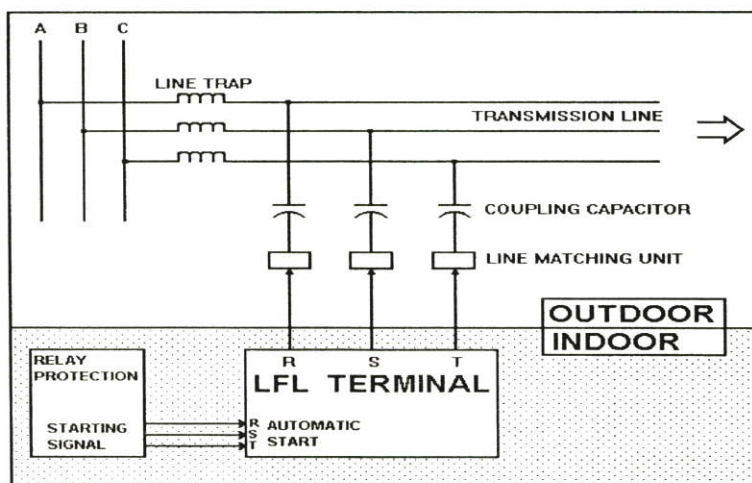 A B C
LINE TRAP
TRANSMISSION LINE
COUPLING CAPACITOR
LINE MATCHING UNIT
OUTDOOR
INDOOR
R S T
LFL TERMINAL
RELAY
PROTECTION
STARTING
SIGNAL
R
S
T
AUTOMATIC
START